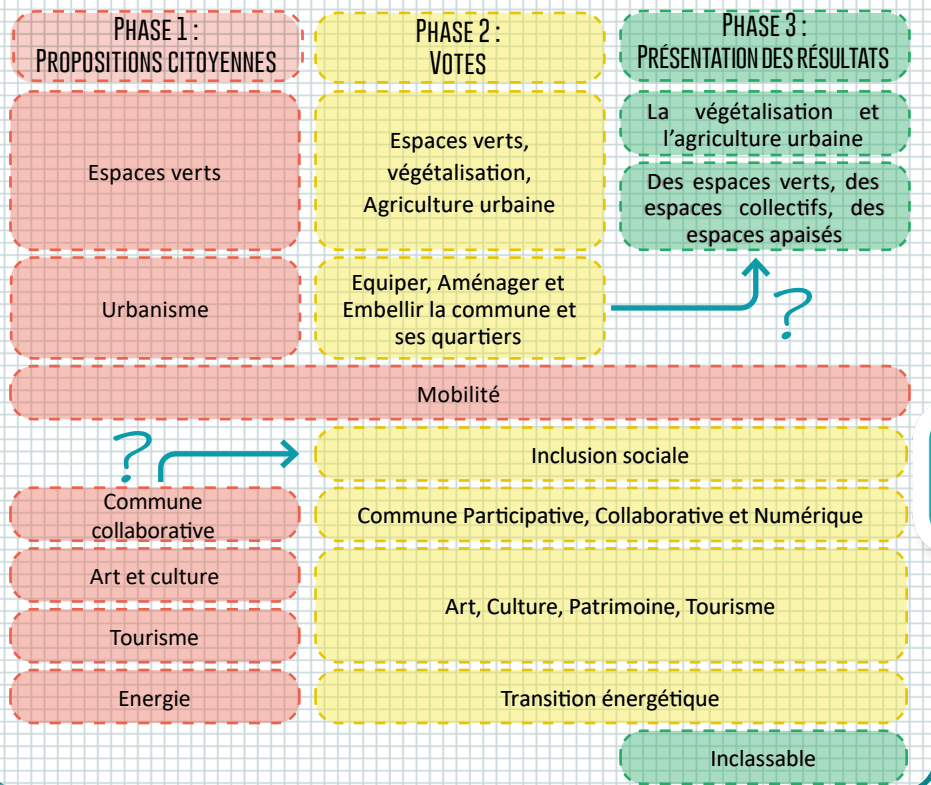 PHASE 1 :
PROPOSITIONS CITOYENNES
PHASE 2 :
VOTES
PHASE 3 :
PRÉSENTATION DES RÉSULTATS
Espaces verts
Espaces verts,
végétalisation,
Agriculture urbaine
La végétalisation et
l'agriculture urbaine
Des espaces verts, des
espaces collectifs, des
espaces apaisés
Urbanisme
Equiper, Aménager et
Embellir la commune et
ses quartiers
?
Mobilité
?
Inclusion sociale
Commune
collaborative
Commune Participative, Collaborative et Numérique
Art et culture
Art, Culture, Patrimoine, Tourisme
Tourisme
Energie
Transition énergétique
Inclassable